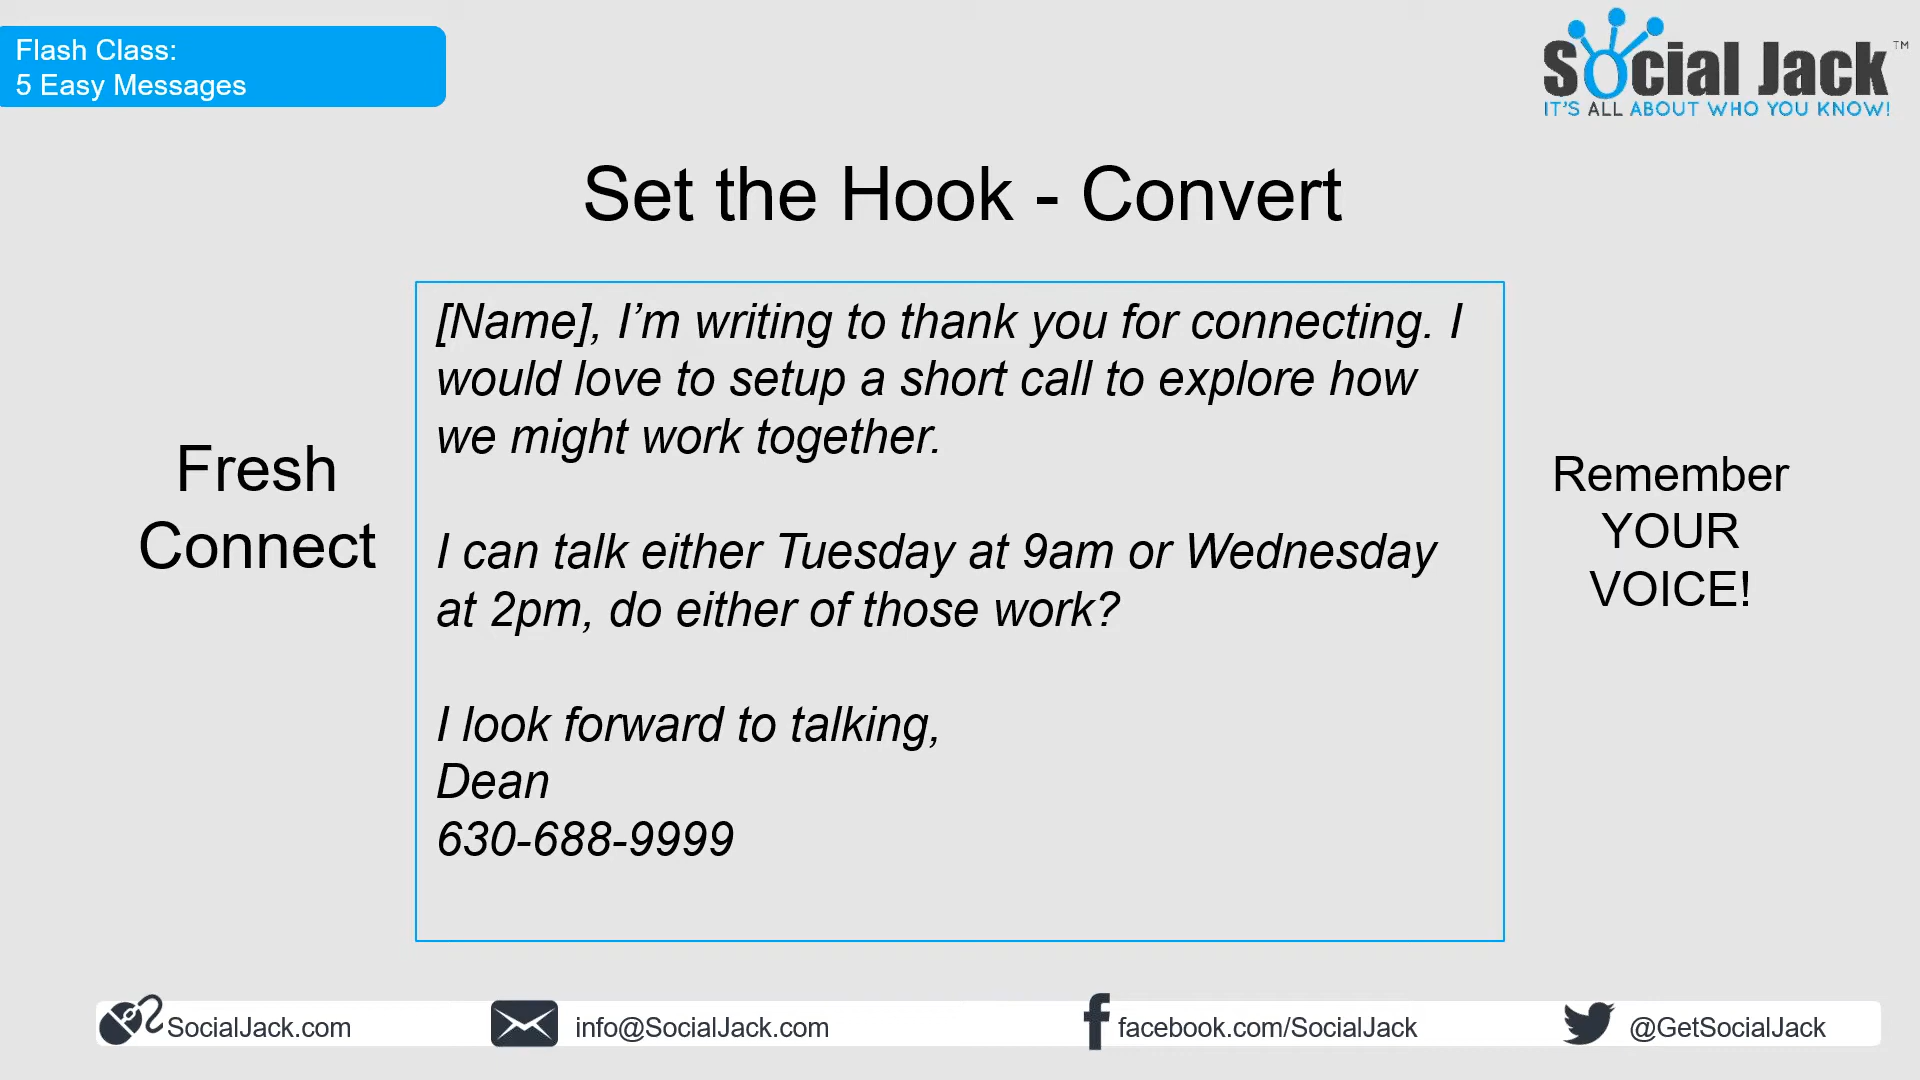 Flash Class:
5 Easy Messages
Social Jack™
IT'S ALL ABOUT WHO YOU KNOW!
Set the Hook - Convert
Fresh
Connect
[Name], I’m writing to thank you for connecting. I
would love to setup a short call to explore how
we might work together.
I can talk either Tuesday at 9am or Wednesday
at 2pm, do either of those work?
I look forward to talking,
Dean
630-688-9999
Remember
YOUR
VOICE!
SocialJack.com
info@SocialJack.com
facebook.com/SocialJack
@GetSocialJack